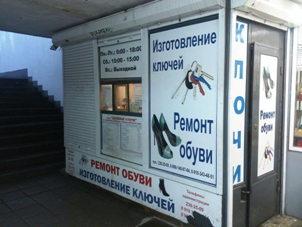 Пн.-Пт.: 9:00 - 18:00
Сб.: 10:00 - 15:00
Вс.: Выходной
Изготовление
ключей
Ремонт
обуви
КЛЮЧИ
Ремонт
обуви
РЕМОНТ ОБУВИ
ИЗГОТОВЛЕНИЕ КЛЮЧЕЙ